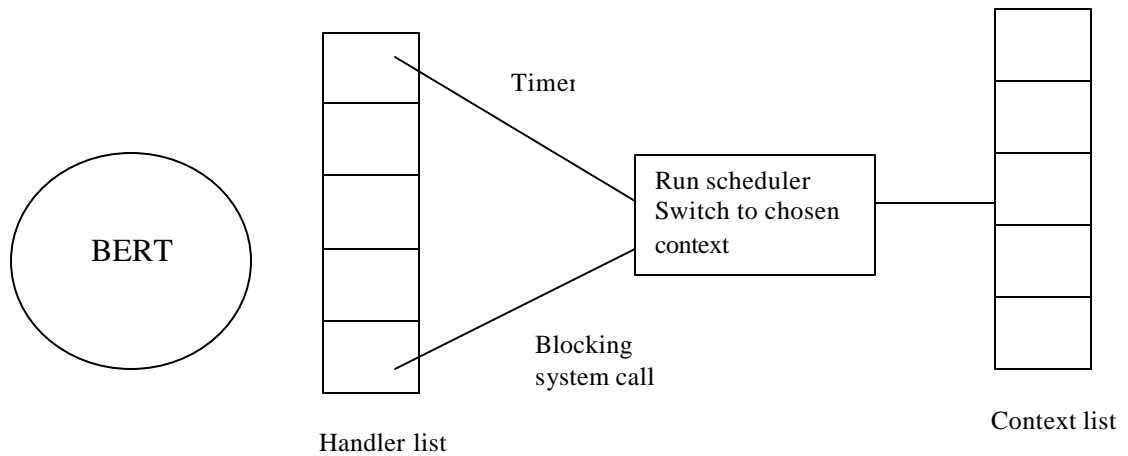 Timer
Run scheduler
Switch to chosen
context
BERT
Blocking
system call
Handler list
Context list